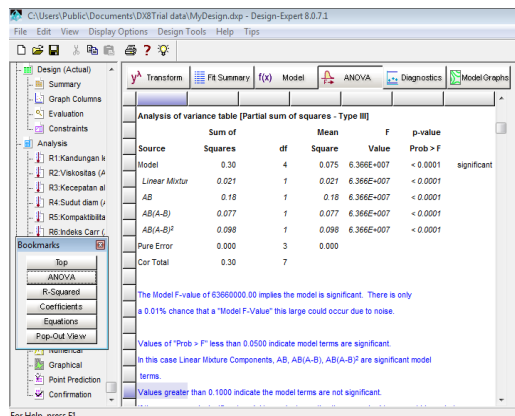 C:\Users\Public\Documents\DX8Trial data\MyDesign.dxp - Design-Expert 8.0.7.1
File Edit View Display Options Design Tools Help Tips
Design (Actual)
Summary
Graph Columns
Evaluation
Constraints
Analysis
R1:Kandungan le
R2:Viskositas (A
R3:Kecepatan al
R4:Sudut diam (A
R5:Kompaktibilita
R6:Indeks Carr (
Bookmarks
Top
ANOVA
R-Squared
Coefficients
Equations
Pop-Out View
Numerical
Graphical
Point Prediction
Confirmation
yλ Transform Fit Summary f(x) Model ANOVA Diagnostics Model Graphs
Analysis of variance table [Partial sum of squares - Type III]
Sum of Mean F p-value
Source Squares df Square Value Prob > F
Model 0.30 4 0.075 6.366E+007 < 0.0001 significant
Linear Mixtur 0.021 1 0.021 6.366E+007 < 0.0001
AB 0.18 1 0.18 6.366E+007 < 0.0001
AB(A-B) 0.077 1 0.077 6.366E+007 < 0.0001
AB(A-B)² 0.098 1 0.098 6.366E+007 < 0.0001
Pure Error 0.000 3 0.000
Cor Total 0.30 7
The Model F-value of 63660000.00 implies the model is significant. There is only
a 0.01% chance that a "Model F-Value" this large could occur due to noise.
Values of "Prob > F" less than 0.0500 indicate model terms are significant.
In this case Linear Mixture Components, AB, AB(A-B), AB(A-B)² are significant model
terms.
Values greater than 0.1000 indicate the model terms are not significant.
For Help, press F1